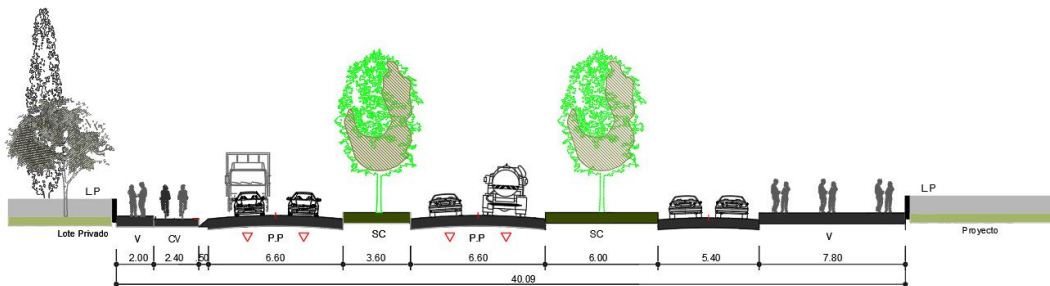 L.P
L.P
Lote Privado
V
CV
P.P
SC
P.P
SC
V
Proyecto
2.00
2.40
.50
6.60
3.60
6.60
6.00
5.40
7.80
40.09